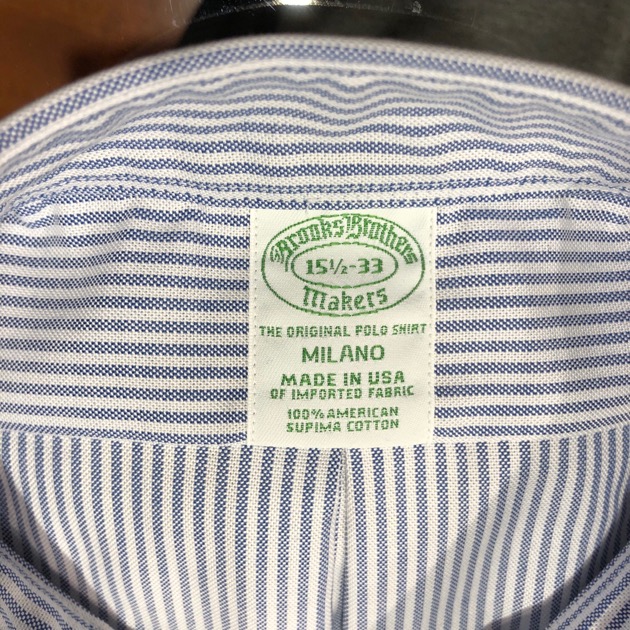 Brooks Brothers
15½-33
Makers
THE ORIGINAL POLO SHIRT
MILANO
MADE IN USA
OF IMPORTED FABRIC
100% AMERICAN
SUPIMA COTTON